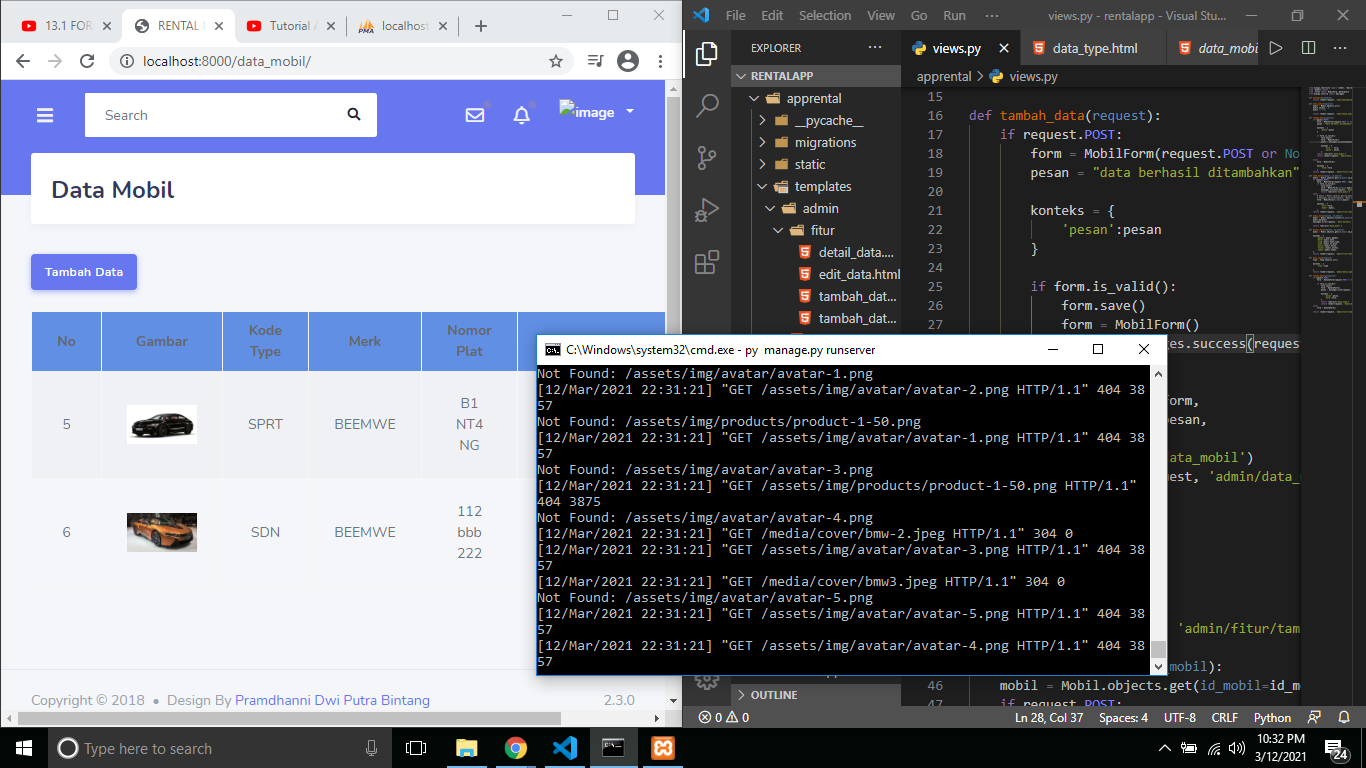 13.1 FOR
RENTAL M
Tutorial A
localhost
localhost:8000/data_mobil/
Search
image
Data Mobil
Tambah Data
No
Gambar
Kode
Type
Merk
Nomor
Plat
5
SPRT
BEEMWE
B1
NT4
NG
6
SDN
BEEMWE
112
bbb
222
Copyright © 2018 • Design By Pramdhanni Dwi Putra Bintang
2.3.0
File Edit Selection View Go Run ···
views.py - rentalapp - Visual Stu...
EXPLORER
RENTALAPP
apprental
__pycache__
migrations
static
templates
admin
fitur
detail_data....
edit_data.html
tambah_dat...
tambah_dat...
OUTLINE
views.py
data_type.html
data_mobi
apprental > views.py
15
16 def tambah_data(request):
17 if request.POST:
18 form = MobilForm(request.POST or No
19 pesan = "data berhasil ditambahkan"
20
21 konteks = {
22 'pesan':pesan
23 }
24
25 if form.is_valid():
26 form.save()
27 form = MobilForm()
es.success(reques
orm,
esan,
data_mobil')
est, 'admin/data_
'admin/fitur/tam
mobil):
46 mobil = Mobil.objects.get(id_mobil=id_m
47 if request.POST:
C:\Windows\system32\cmd.exe - py manage.py runserver
Not Found: /assets/img/avatar/avatar-1.png
[12/Mar/2021 22:31:21] "GET /assets/img/avatar/avatar-2.png HTTP/1.1" 404 38
57
Not Found: /assets/img/products/product-1-50.png
[12/Mar/2021 22:31:21] "GET /assets/img/avatar/avatar-1.png HTTP/1.1" 404 38
57
Not Found: /assets/img/avatar/avatar-3.png
[12/Mar/2021 22:31:21] "GET /assets/img/products/product-1-50.png HTTP/1.1"
404 3875
Not Found: /assets/img/avatar/avatar-4.png
[12/Mar/2021 22:31:21] "GET /media/cover/bmw-2.jpeg HTTP/1.1" 304 0
[12/Mar/2021 22:31:21] "GET /assets/img/avatar/avatar-3.png HTTP/1.1" 404 38
57
[12/Mar/2021 22:31:21] "GET /media/cover/bmw3.jpeg HTTP/1.1" 304 0
Not Found: /assets/img/avatar/avatar-5.png
[12/Mar/2021 22:31:21] "GET /assets/img/avatar/avatar-5.png HTTP/1.1" 404 38
57
[12/Mar/2021 22:31:21] "GET /assets/img/avatar/avatar-4.png HTTP/1.1" 404 38
57
0 0
Ln 28, Col 37 Spaces: 4 UTF-8 CRLF Python
Type here to search
10:32 PM
3/12/2021
24